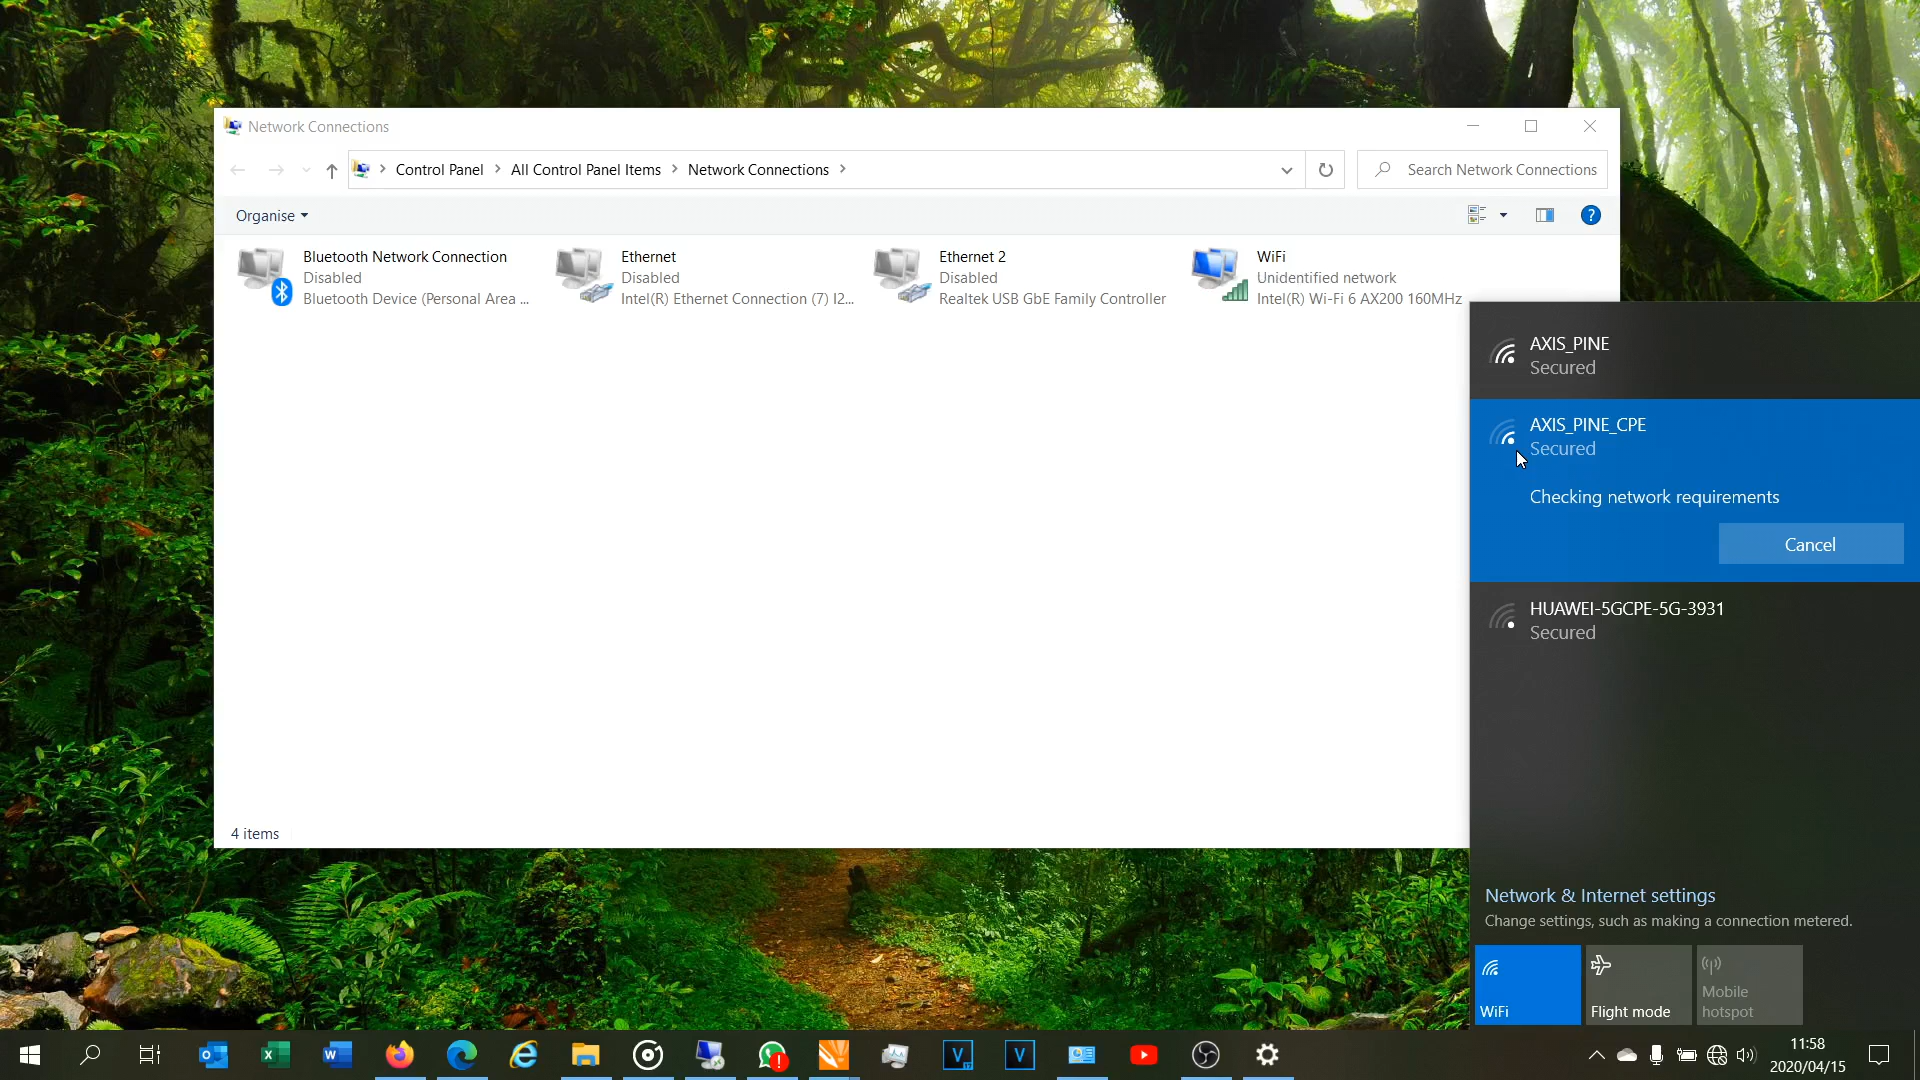 Network Connections
Control Panel > All Control Panel Items > Network Connections >
Search Network Connections
Organise
Bluetooth Network Connection
Disabled
Bluetooth Device (Personal Area ...
Ethernet
Disabled
Intel(R) Ethernet Connection (7) I2...
Ethernet 2
Disabled
Realtek USB GbE Family Controller
WiFi
Unidentified network
Intel(R) Wi-Fi 6 AX200 160MHz
AXIS_PINE
Secured
AXIS_PINE_CPE
Secured
Checking network requirements
Cancel
HUAWEI-5GCPE-5G-3931
Secured
4 items
Network & Internet settings
Change settings, such as making a connection metered.
WiFi
Flight mode
Mobile
hotspot
11:58
2020/04/15